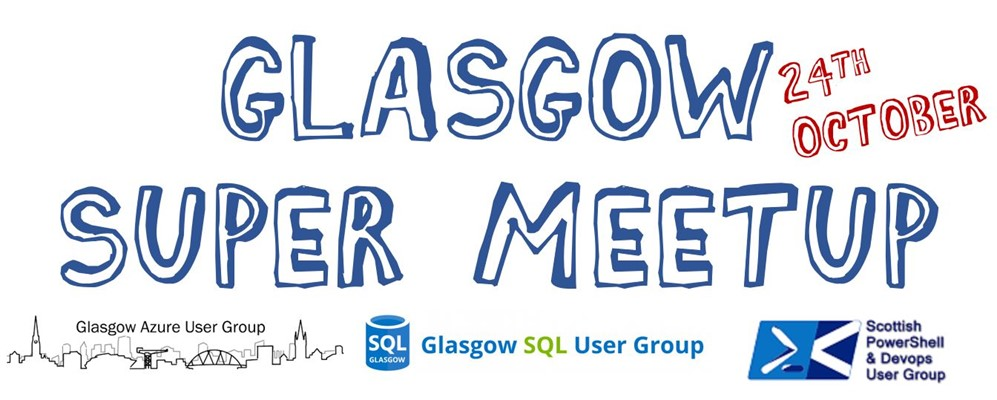 GLASGOW
24TH
OCTOBER
SUPER MEETUP
Glasgow Azure User Group
SQL
GLASGOW
Glasgow SQL User Group
Scottish
PowerShell
& Devops
User Group